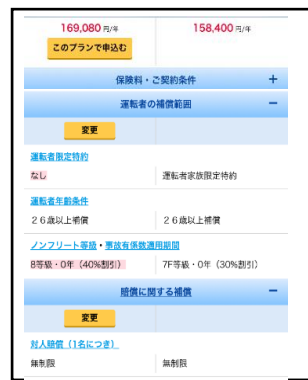 169,080 円/年 158,400 円/年
このプランで申込む
保険料・ご契約条件 +
運転者の補償範囲 −
変更
運転者限定特約
なし 運転者家族限定特約
運転者年齢条件
26歳以上補償 26歳以上補償
ノンフリート等級・事故有係数適用期間
8等級・0年（40%割引） 7F等級・0年（30%割引）
賠償に関する補償 −
変更
対人賠償（1名につき）
無制限 無制限